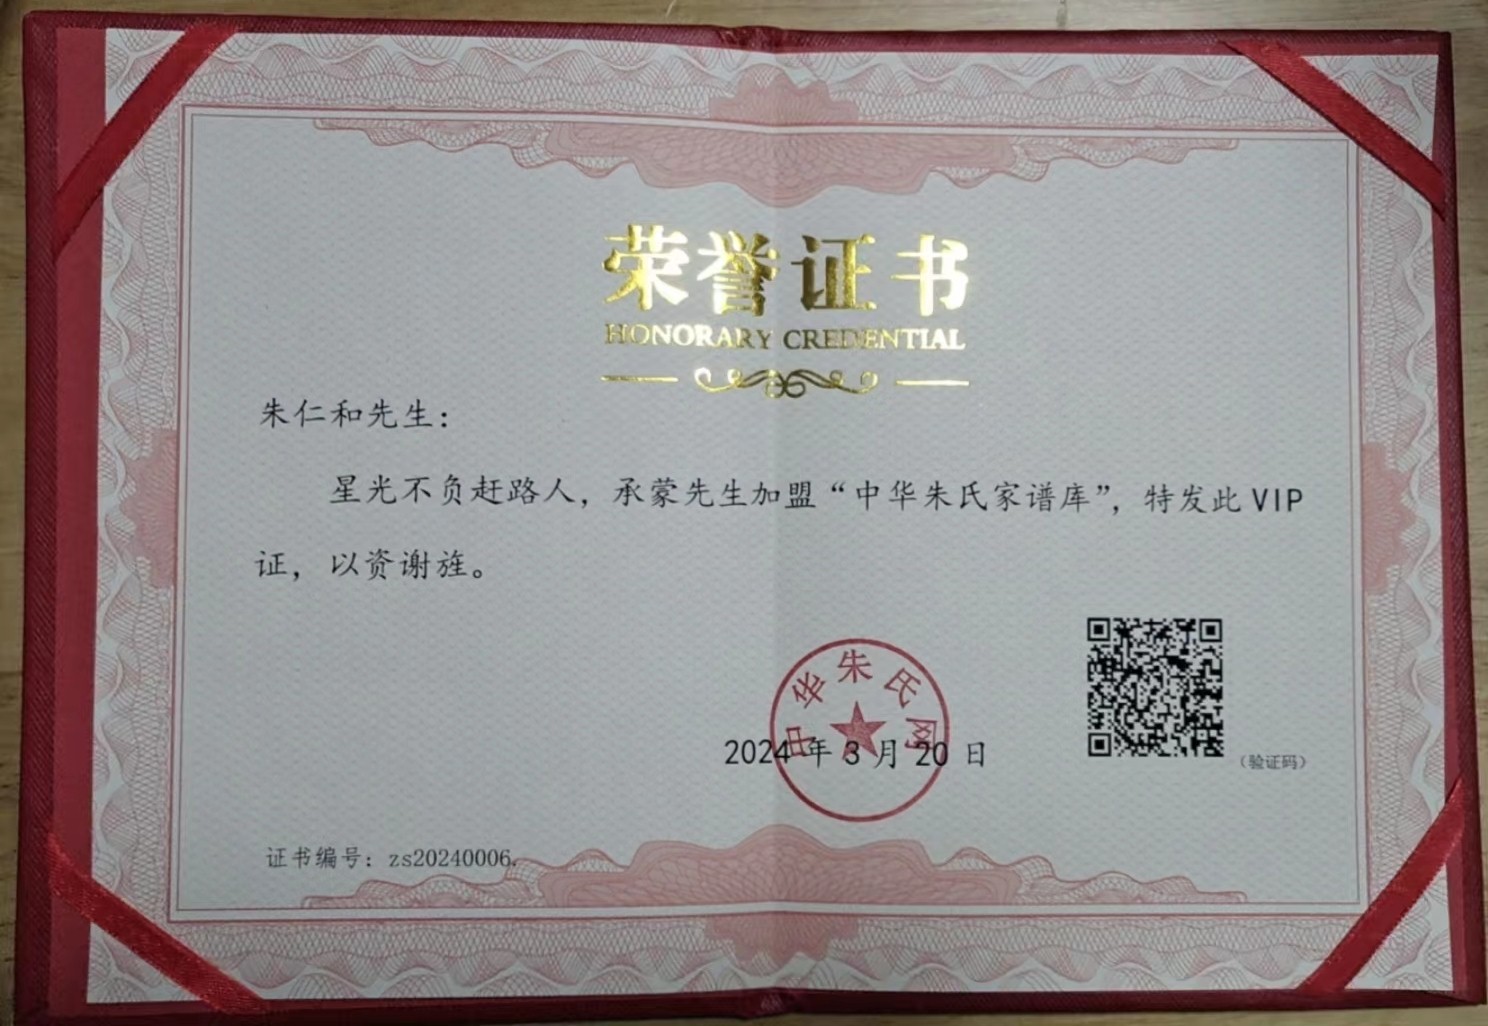 荣誉证书
HONORARY CREDENTIAL
朱仁和先生：
星光不负赶路人，承蒙先生加盟“中华朱氏家谱库”，特发此VIP
证，以资谢旌。
中华朱氏网
2024年3月20日
（验证码）
证书编号：zs20240006.